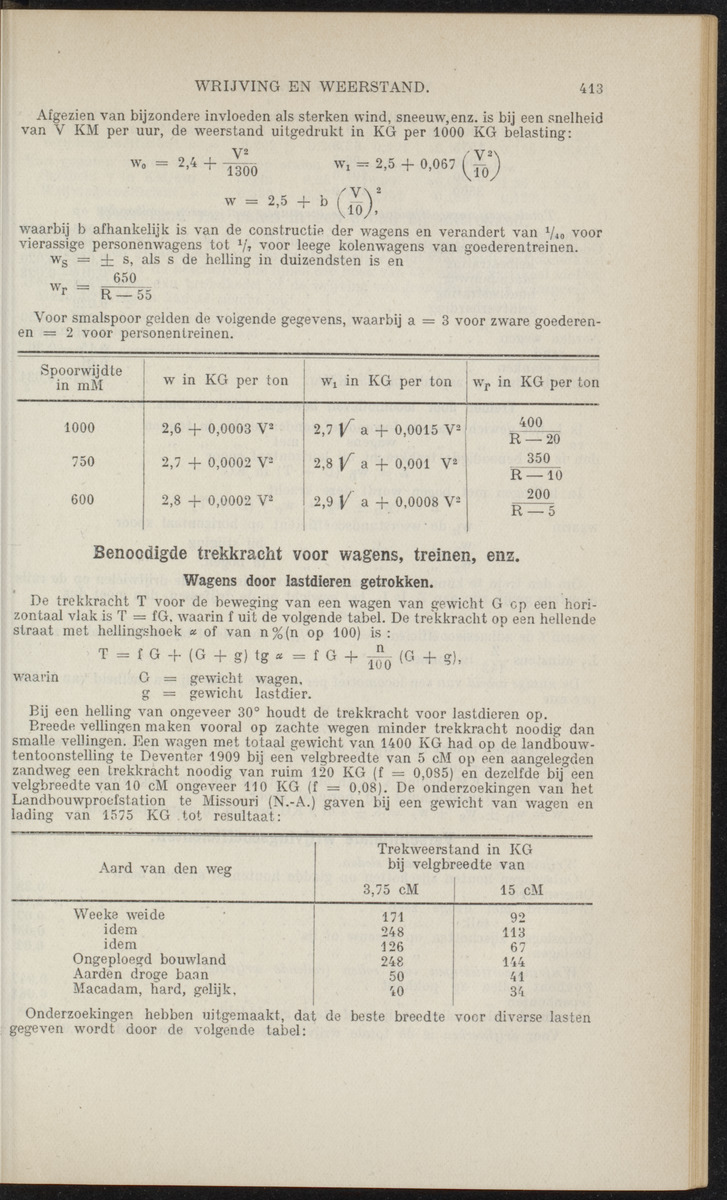 WRIJVING EN WEERSTAND. 413
Afgezien van bijzondere invloeden als sterken wind, sneeuw, enz. is bij een snelheid
van V KM per uur, de weerstand uitgedrukt in KG per 1000 KG belasting:
w₀ = 2,4 + V²/1300   w₁ = 2,5 + 0,067 (V²/10)
w = 2,5 + b (V/10)²,
waarbij b afhankelijk is van de constructie der wagens en verandert van ¹/₄₀ voor
vierassige personenwagens tot ¹/₇ voor leege kolenwagens van goederentreinen.
wₛ = ± s, als s de helling in duizendsten is en
wᵣ = 650/(R — 55)
Voor smalspoor gelden de volgende gegevens, waarbij a = 3 voor zware goederen-
en = 2 voor personentreinen.
Spoorwijdte in mM | w in KG per ton | w₁ in KG per ton | wᵣ in KG per ton
1000 | 2,6 + 0,0003 V² | 2,7 √ a + 0,0015 V² | 400/(R — 20)
750 | 2,7 + 0,0002 V² | 2,8 √ a + 0,001 V² | 350/(R — 10)
600 | 2,8 + 0,0002 V² | 2,9 √ a + 0,0008 V² | 200/(R — 5)
Benoodigde trekkracht voor wagens, treinen, enz.
Wagens door lastdieren getrokken.
De trekkracht T voor de beweging van een wagen van gewicht G op een hori-
zontaal vlak is T = fG, waarin f uit de volgende tabel. De trekkracht op een hellende
straat met hellingshoek α of van n%(n op 100) is :
T = f G + (G + g) tg α = f G + n/100 (G + g),
waarin G = gewicht wagen,
g = gewicht lastdier.
Bij een helling van ongeveer 30° houdt de trekkracht voor lastdieren op.
Breede vellingen maken vooral op zachte wegen minder trekkracht noodig dan
smalle vellingen. Een wagen met totaal gewicht van 1400 KG had op de landbouw-
tentoonstelling te Deventer 1909 bij een velgbreedte van 5 cM op een aangelegden
zandweg een trekkracht noodig van ruim 120 KG (f = 0,085) en dezelfde bij een
velgbreedte van 10 cM ongeveer 110 KG (f = 0,08). De onderzoekingen van het
Landbouwproefstation te Missouri (N.-A.) gaven bij een gewicht van wagen en
lading van 1575 KG tot resultaat:
Aard van den weg | Trekweerstand in KG bij velgbreedte van
3,75 cM | 15 cM
Weeke weide | 171 | 92
idem | 248 | 113
idem | 126 | 67
Ongeploegd bouwland | 248 | 144
Aarden droge baan | 50 | 41
Macadam, hard, gelijk. | 40 | 34
Onderzoekingen hebben uitgemaakt, dat de beste breedte voor diverse lasten
gegeven wordt door de volgende tabel: